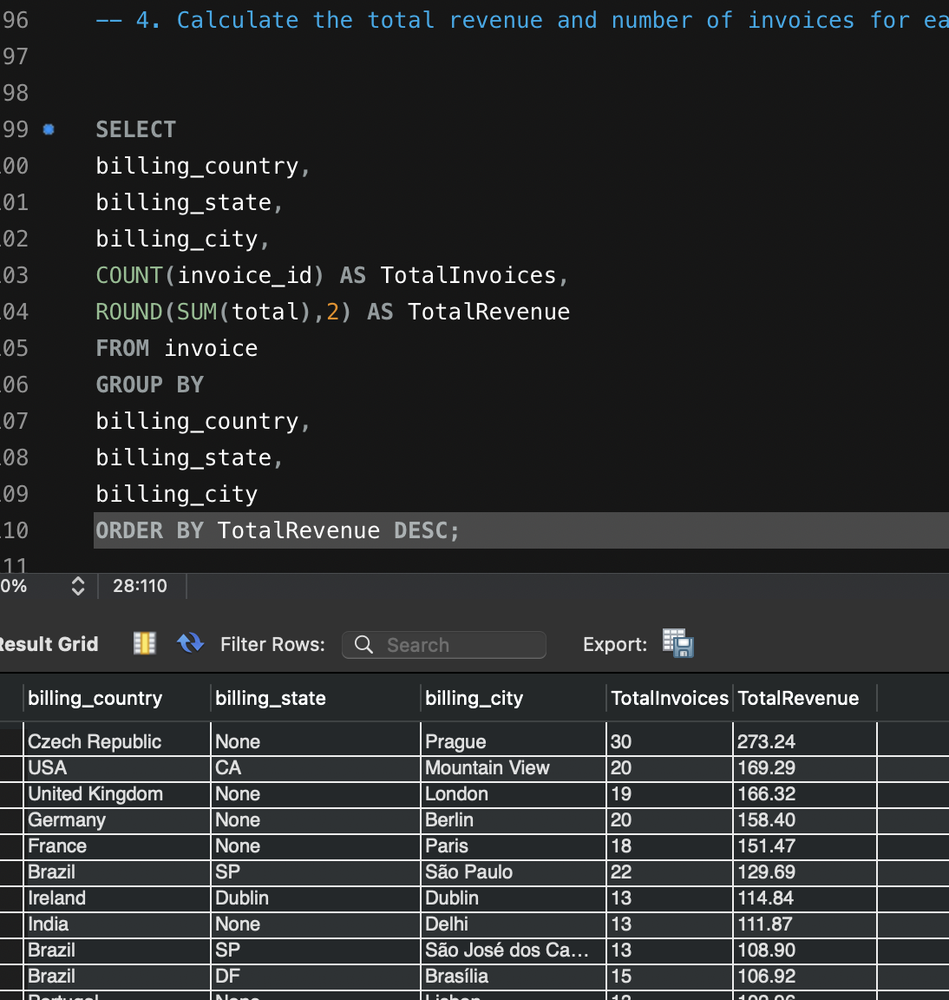 96 -- 4. Calculate the total revenue and number of invoices for ea
97
98
99 SELECT
00 billing_country,
01 billing_state,
02 billing_city,
03 COUNT(invoice_id) AS TotalInvoices,
04 ROUND(SUM(total),2) AS TotalRevenue
05 FROM invoice
06 GROUP BY
07 billing_country,
08 billing_state,
09 billing_city
10 ORDER BY TotalRevenue DESC;
11
0% 28:110
Result Grid Filter Rows: Search Export:
billing_country billing_state billing_city TotalInvoices TotalRevenue
Czech Republic None Prague 30 273.24
USA CA Mountain View 20 169.29
United Kingdom None London 19 166.32
Germany None Berlin 20 158.40
France None Paris 18 151.47
Brazil SP São Paulo 22 129.69
Ireland Dublin Dublin 13 114.84
India None Delhi 13 111.87
Brazil SP São José dos Ca... 13 108.90
Brazil DF Brasília 15 106.92
Portugal None Lisbon